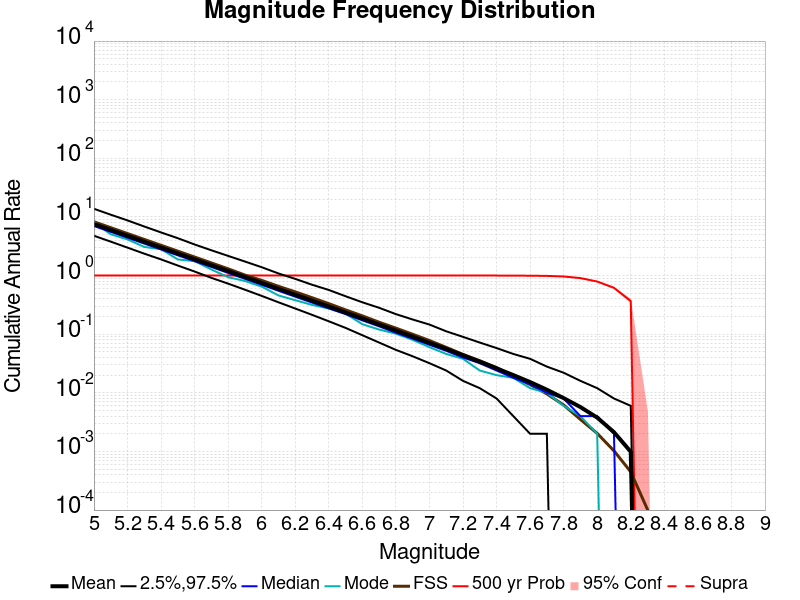 Magnitude Frequency Distribution
10 4
10 3
10 2
10 1
10 0
10 -1
10 -2
10 -3
10 -4
Cumulative Annual Rate
5 5.2 5.4 5.6 5.8 6 6.2 6.4 6.6 6.8 7 7.2 7.4 7.6 7.8 8 8.2 8.4 8.6 8.8 9
Magnitude
Mean 2.5%,97.5% Median Mode FSS 500 yr Prob 95% Conf Supra